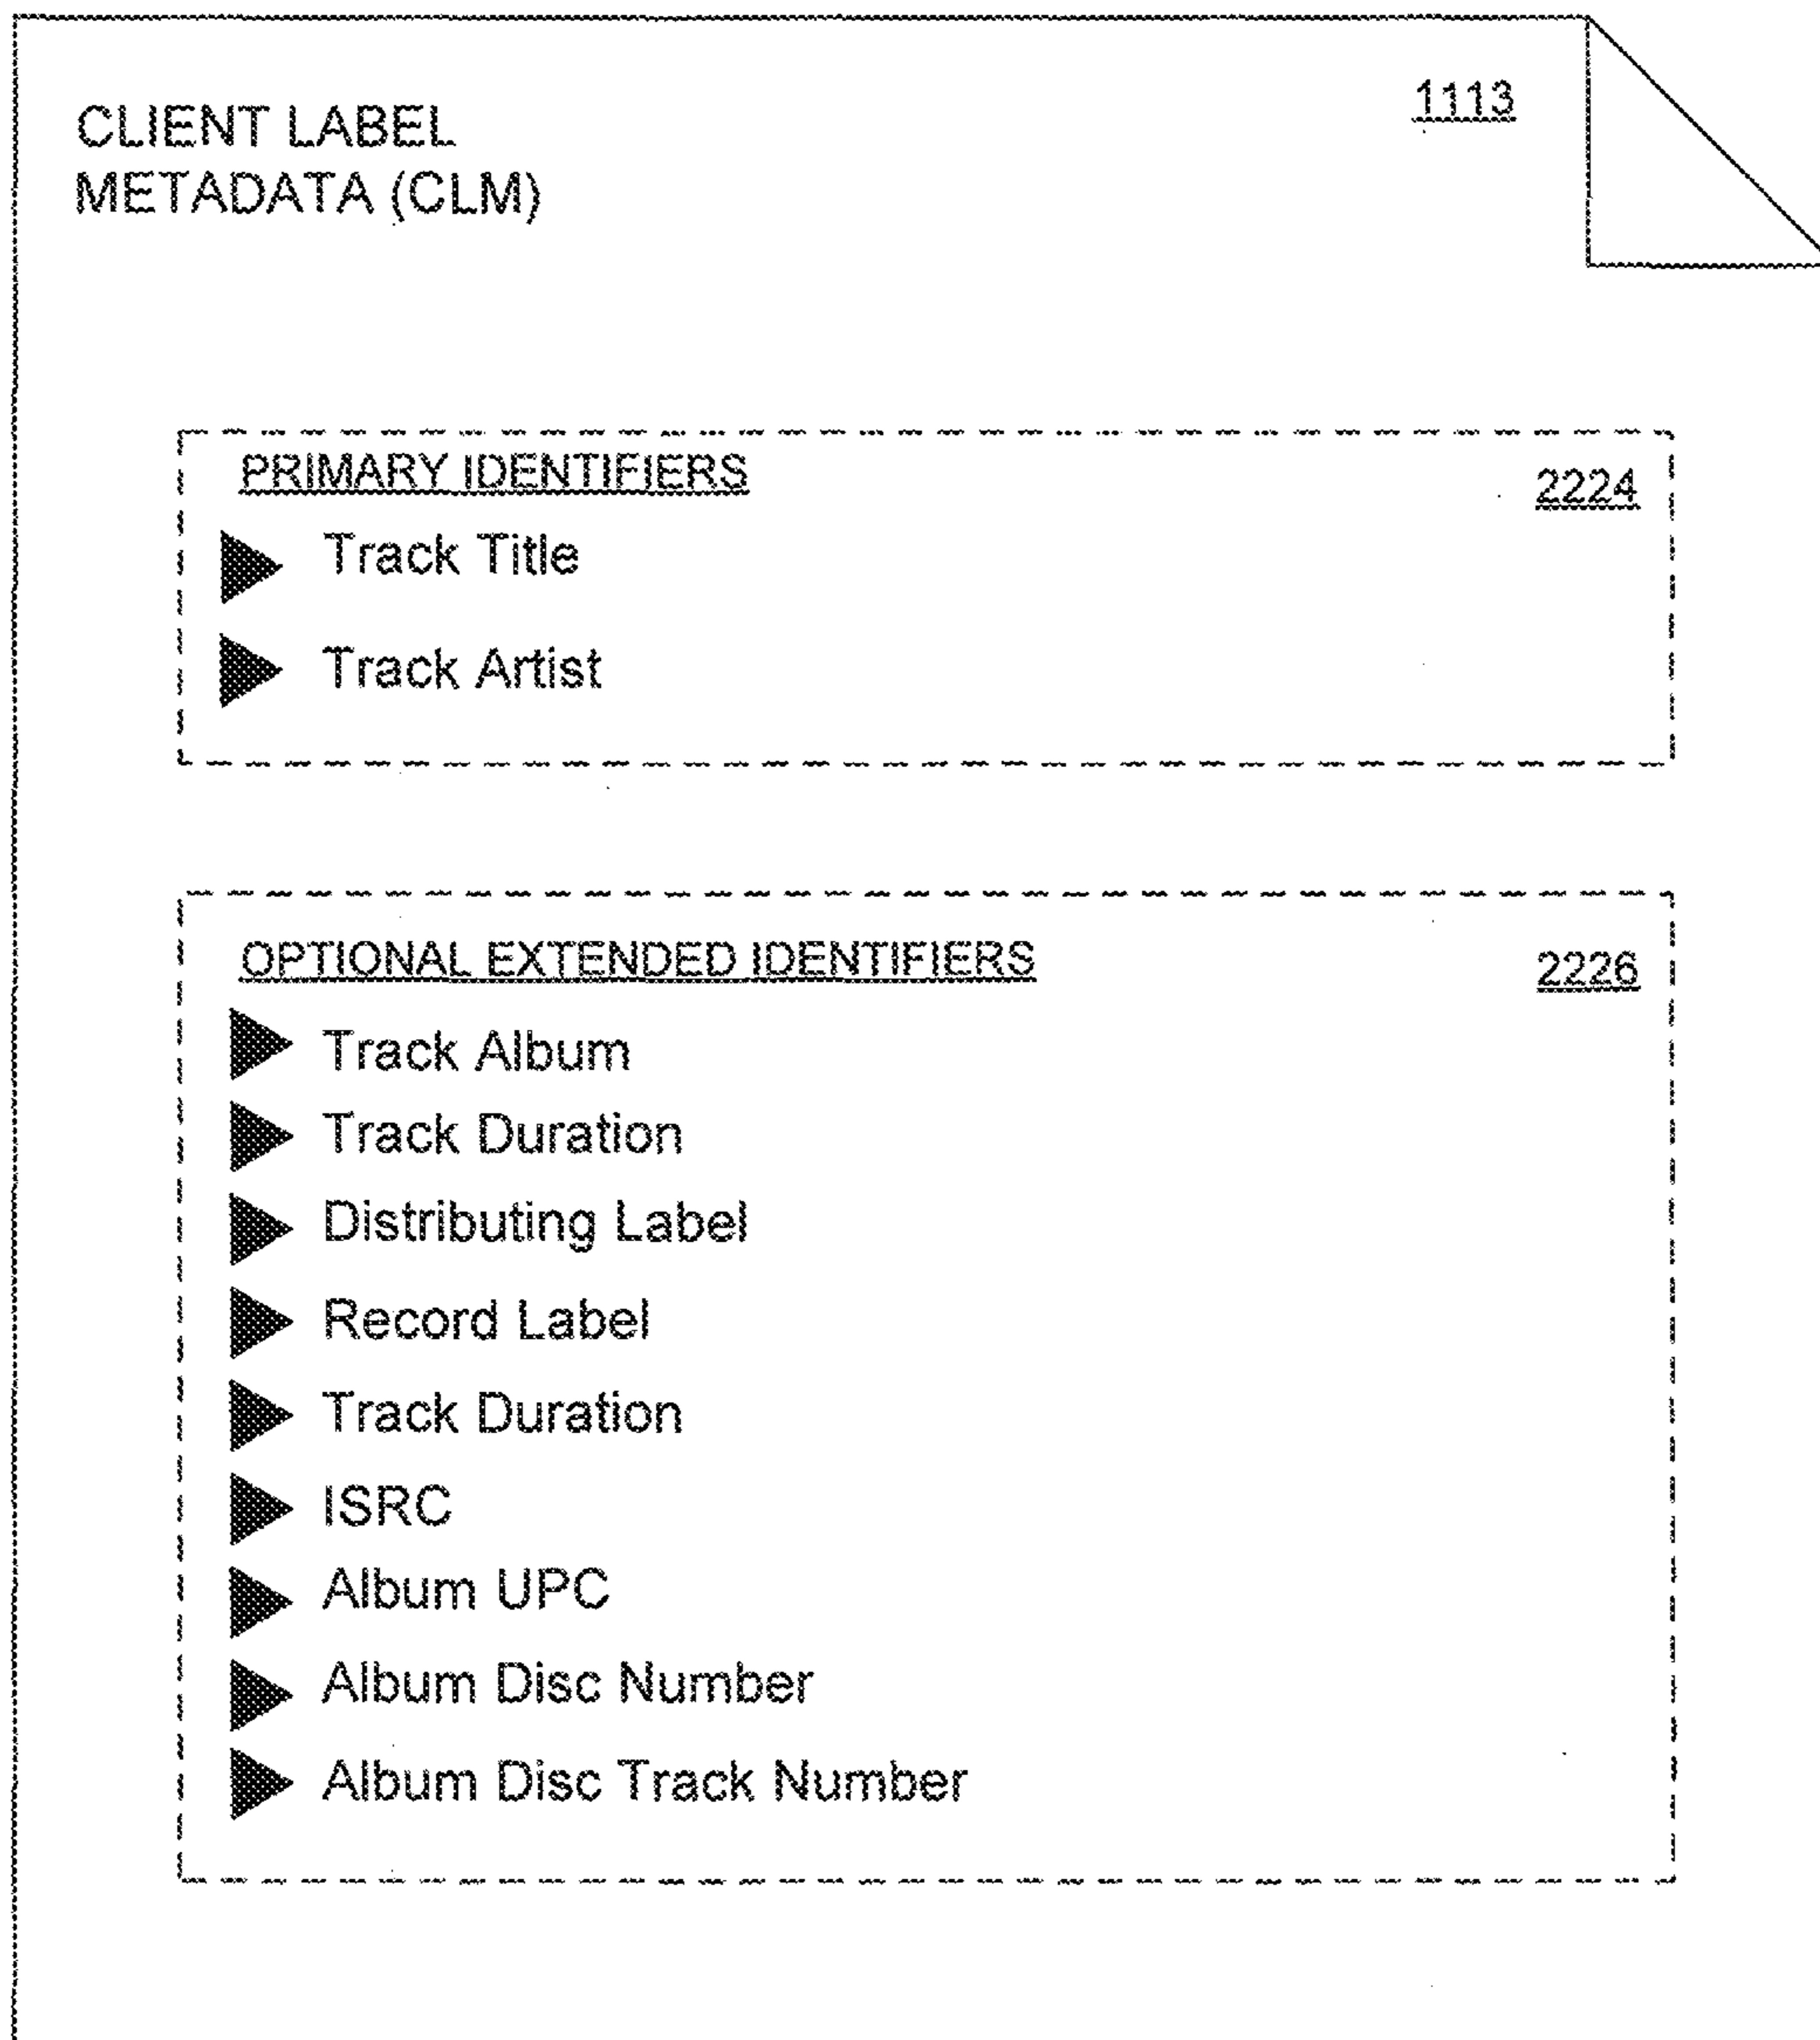 CLIENT LABEL
METADATA (CLM)
1113
PRIMARY IDENTIFIERS
2224
Track Title
Track Artist
OPTIONAL EXTENDED IDENTIFIERS
2226
Track Album
Track Duration
Distributing Label
Record Label
Track Duration
ISRC
Album UPC
Album Disc Number
Album Disc Track Number